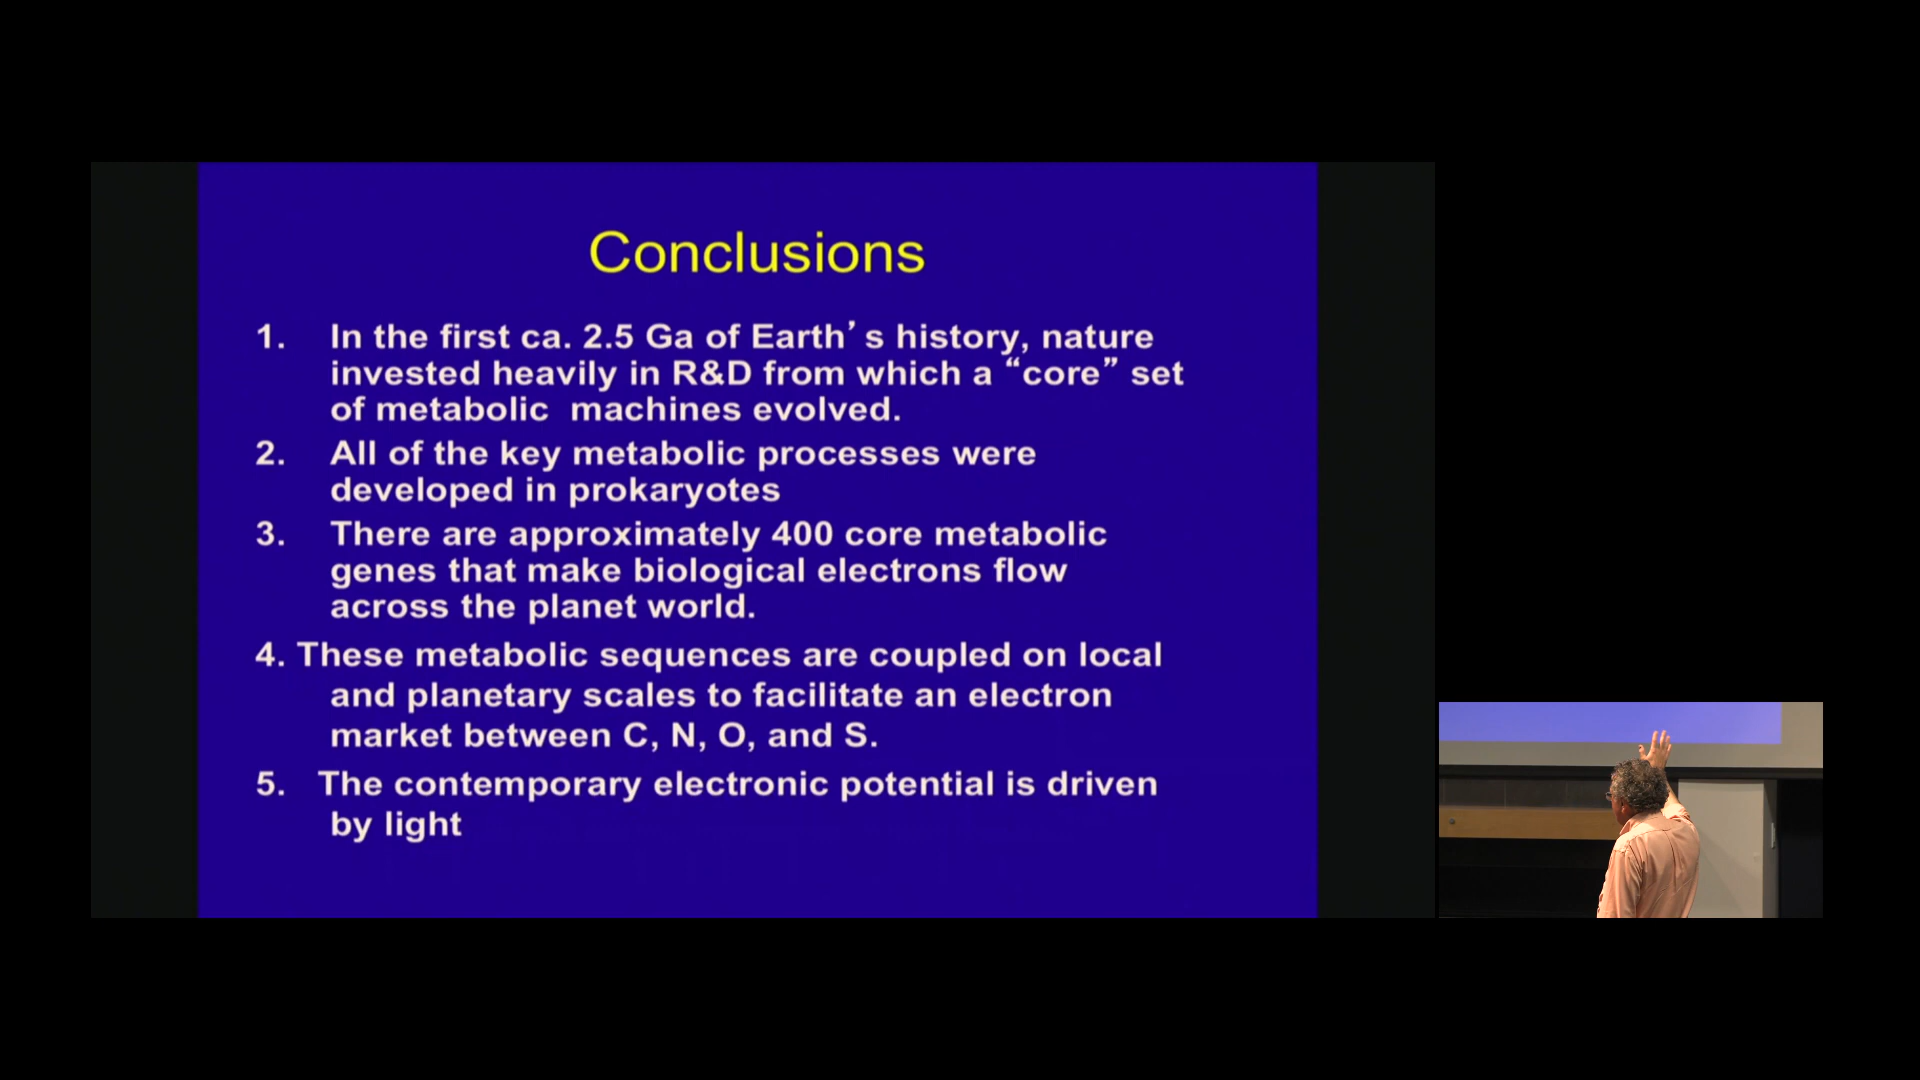 Conclusions
1. In the first ca. 2.5 Ga of Earth’s history, nature
invested heavily in R&D from which a “core” set
of metabolic machines evolved.
2. All of the key metabolic processes were
developed in prokaryotes
3. There are approximately 400 core metabolic
genes that make biological electrons flow
across the planet world.
4. These metabolic sequences are coupled on local
and planetary scales to facilitate an electron
market between C, N, O, and S.
5. The contemporary electronic potential is driven
by light